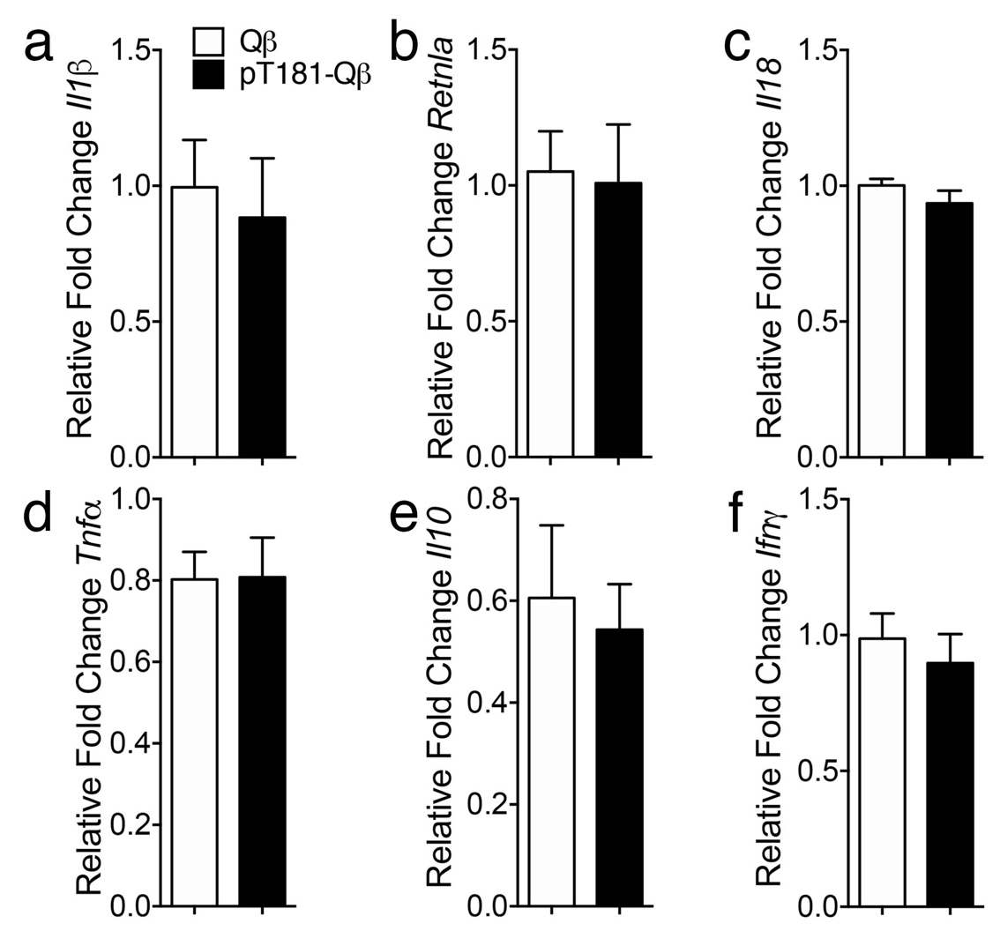 a
Relative Fold Change Il1β
1.5
1.0
0.5
0.0
Qβ
pT181-Qβ
b
Relative Fold Change Retnla
1.5
1.0
0.5
0.0
c
Relative Fold Change Il18
1.5
1.0
0.5
0.0
d
Relative Fold Change Tnfα
1.0
0.8
0.6
0.4
0.2
0.0
e
Relative Fold Change Il10
0.8
0.6
0.4
0.2
0.0
f
Relative Fold Change Ifnγ
1.5
1.0
0.5
0.0